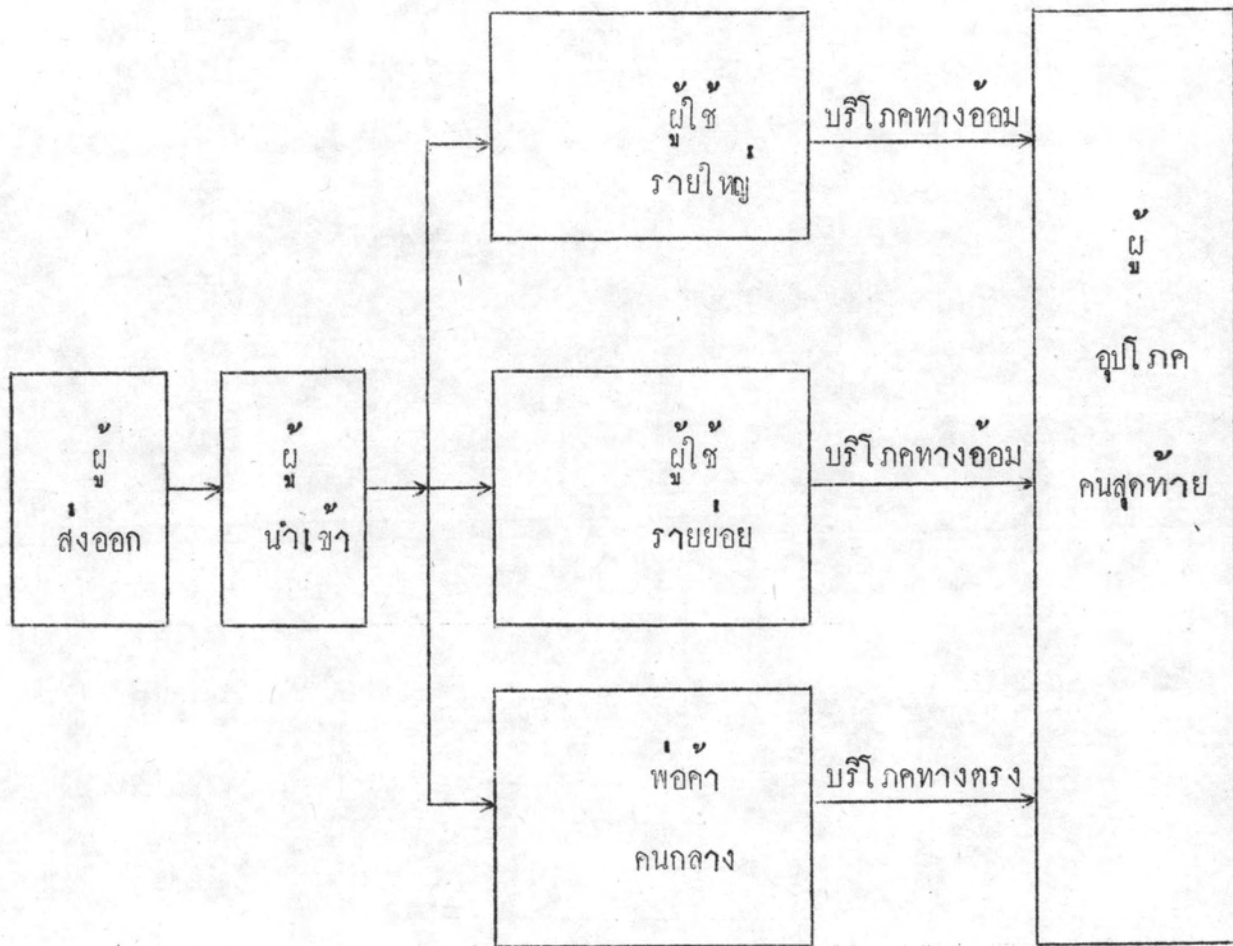 ผู้
ส่งออก
ผู้
นำเข้า
ผู้ใช้
รายใหญ่
บริโภคทางอ้อม
ผู้ใช้
รายย่อย
บริโภคทางอ้อม
พ่อค้า
คนกลาง
บริโภคทางตรง
ผู้
อุปโภค
คนสุดท้าย